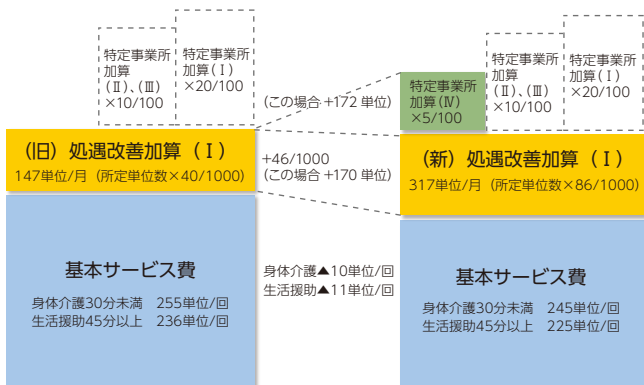 特定事業所
加算
(Ⅱ)、(Ⅲ)
×10/100
特定事業所
加算(Ⅰ)
×20/100
(旧) 処遇改善加算 (Ⅰ)
147単位/月 (所定単位数×40/1000)
基本サービス費
身体介護30分未満 255単位/回
生活援助45分以上 236単位/回
(この場合+172 単位)
+46/1000
(この場合+170 単位)
身体介護▲10単位/回
生活援助▲11単位/回
特定事業所
加算(Ⅳ)
×5/100
特定事業所
加算
(Ⅱ)、(Ⅲ)
×10/100
特定事業所
加算(Ⅰ)
×20/100
(新) 処遇改善加算 (Ⅰ)
317単位/月 (所定単位数×86/1000)
基本サービス費
身体介護30分未満 245単位/回
生活援助45分以上 225単位/回